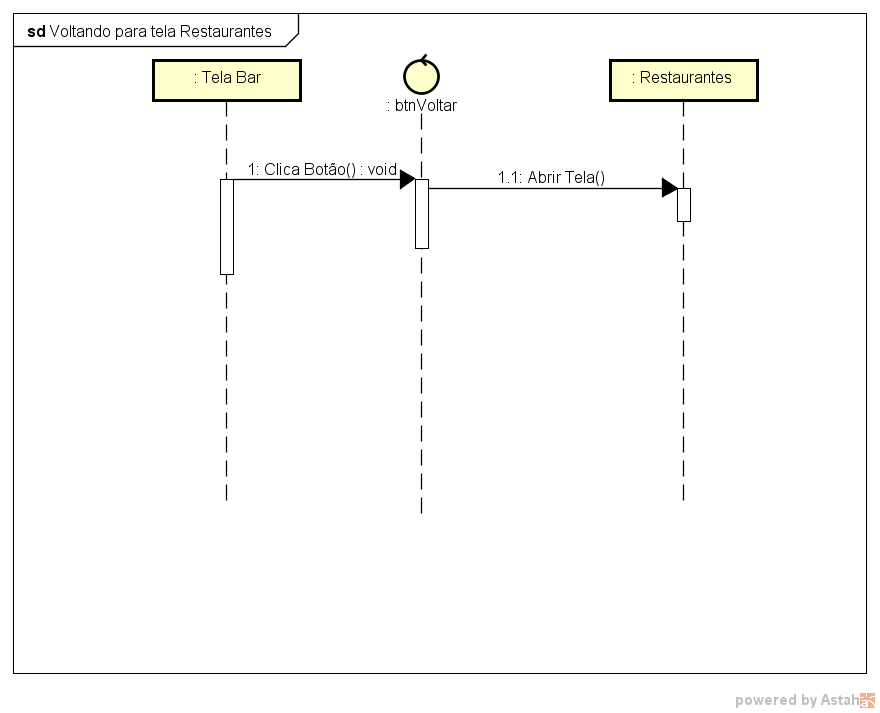 sd Voltando para tela Restaurantes
: Tela Bar
: btnVoltar
: Restaurantes
1: Clica Botão() : void
1.1: Abrir Tela()
powered by Astah